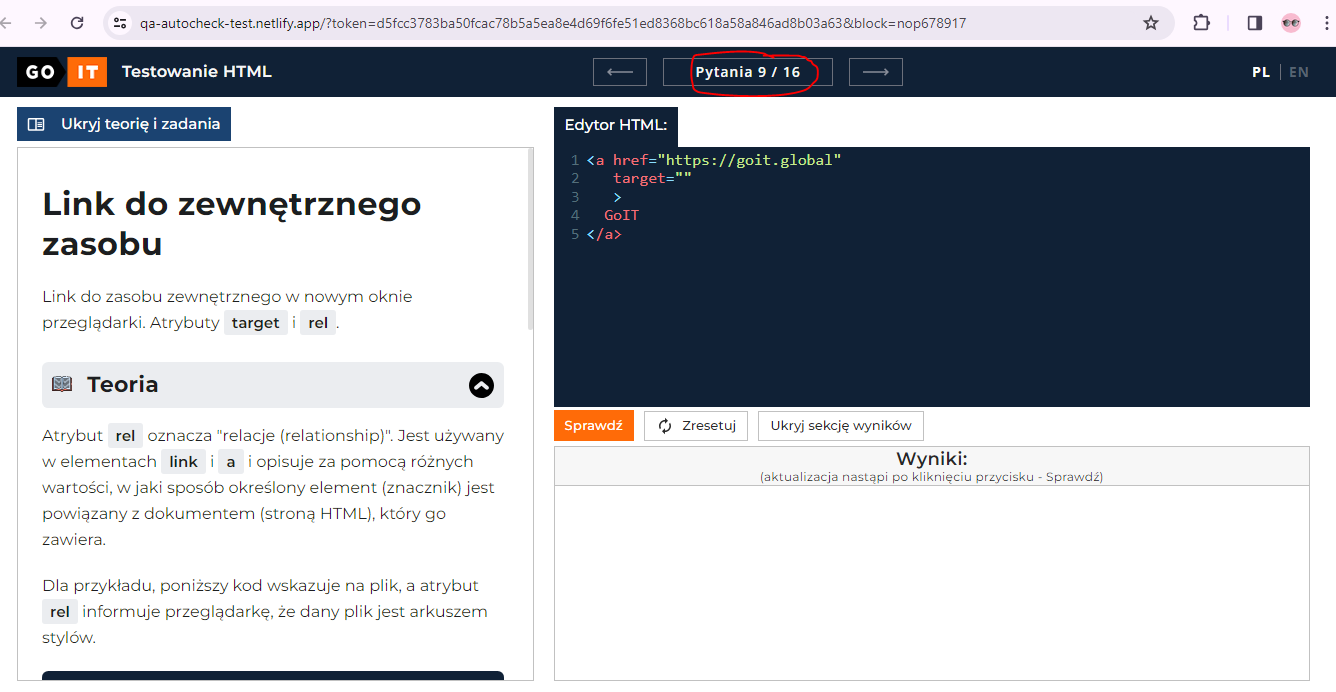 qa-autocheck-test.netlify.app/?token=d5fcc3783ba50fcac78b5a5ea8e4d69f6fe51ed8368bc618a58a846ad8b03a63&block=nop678917
GO IT Testowanie HTML
Pytania 9 / 16
PL | EN
Ukryj teorię i zadania
Link do zewnętrznego
zasobu
Link do zasobu zewnętrznego w nowym oknie
przeglądarki. Atrybuty target i rel.
Teoria
Atrybut rel oznacza "relacje (relationship)". Jest używany
w elementach link i a i opisuje za pomocą różnych
wartości, w jaki sposób określony element (znacznik) jest
powiązany z dokumentem (stroną HTML), który go
zawiera.
Dla przykładu, poniższy kod wskazuje na plik, a atrybut
rel informuje przeglądarkę, że dany plik jest arkuszem
stylów.
Edytor HTML:
1 <a href="https://goit.global"
2 target=""
3 >
4 GoIT
5 </a>
Sprawdź Zresetuj Ukryj sekcję wyników
Wyniki:
(aktualizacja nastąpi po kliknięciu przycisku - Sprawdź)